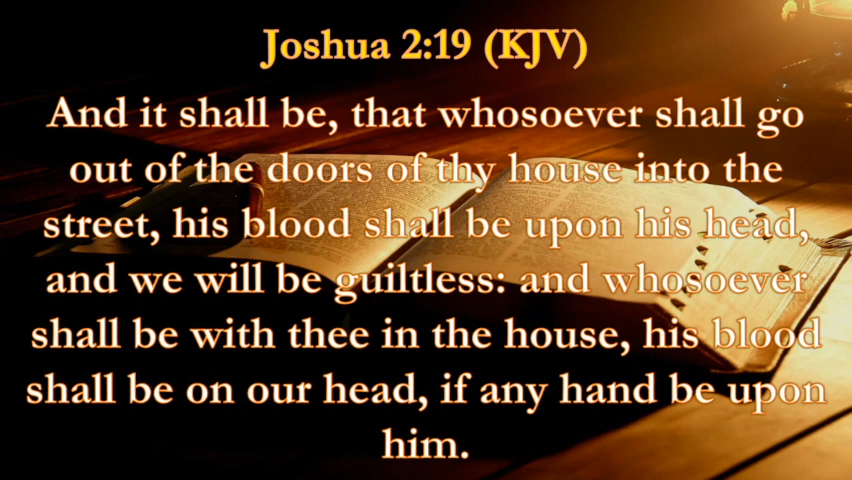 Joshua 2:19 (KJV)
And it shall be, that whosoever shall go
out of the doors of thy house into the
street, his blood shall be upon his head,
and we will be guiltless: and whosoever
shall be with thee in the house, his blood
shall be on our head, if any hand be upon
him.